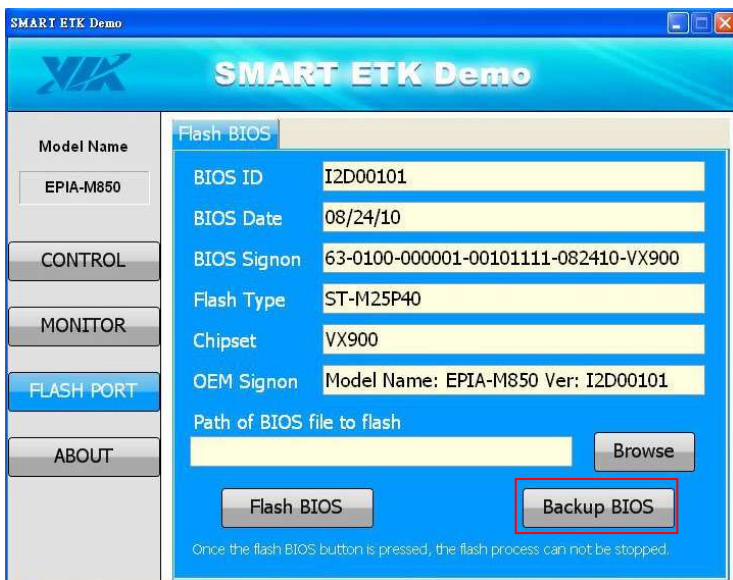 SMART ETK Demo
VIA
SMART ETK Demo
Model Name
EPIA-M850
CONTROL
MONITOR
FLASH PORT
ABOUT
Flash BIOS
BIOS ID I2D00101
BIOS Date 08/24/10
BIOS Signon 63-0100-000001-00101111-082410-VX900
Flash Type ST-M25P40
Chipset VX900
OEM Signon Model Name: EPIA-M850 Ver: I2D00101
Path of BIOS file to flash
Browse
Flash BIOS Backup BIOS
Once the flash BIOS button is pressed, the flash process can not be stopped.